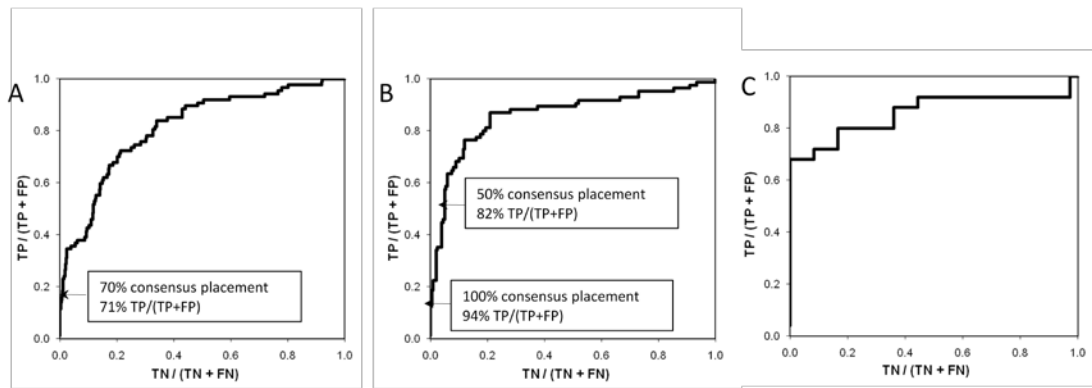 A
1.0
0.8
0.6
0.4
0.2
0.0
TP / (TP + FP)
70% consensus placement
71% TP/(TP+FP)
0.0 0.2 0.4 0.6 0.8 1.0
TN / (TN + FN)
B
1.0
0.8
0.6
0.4
0.2
0.0
TP / (TP + FP)
50% consensus placement
82% TP/(TP+FP)
100% consensus placement
94% TP/(TP+FP)
0.0 0.2 0.4 0.6 0.8 1.0
TN / (TN + FN)
C
1.0
0.8
0.6
0.4
0.2
0.0
TP / (TP + FP)
0.0 0.2 0.4 0.6 0.8 1.0
TN / (TN + FN)